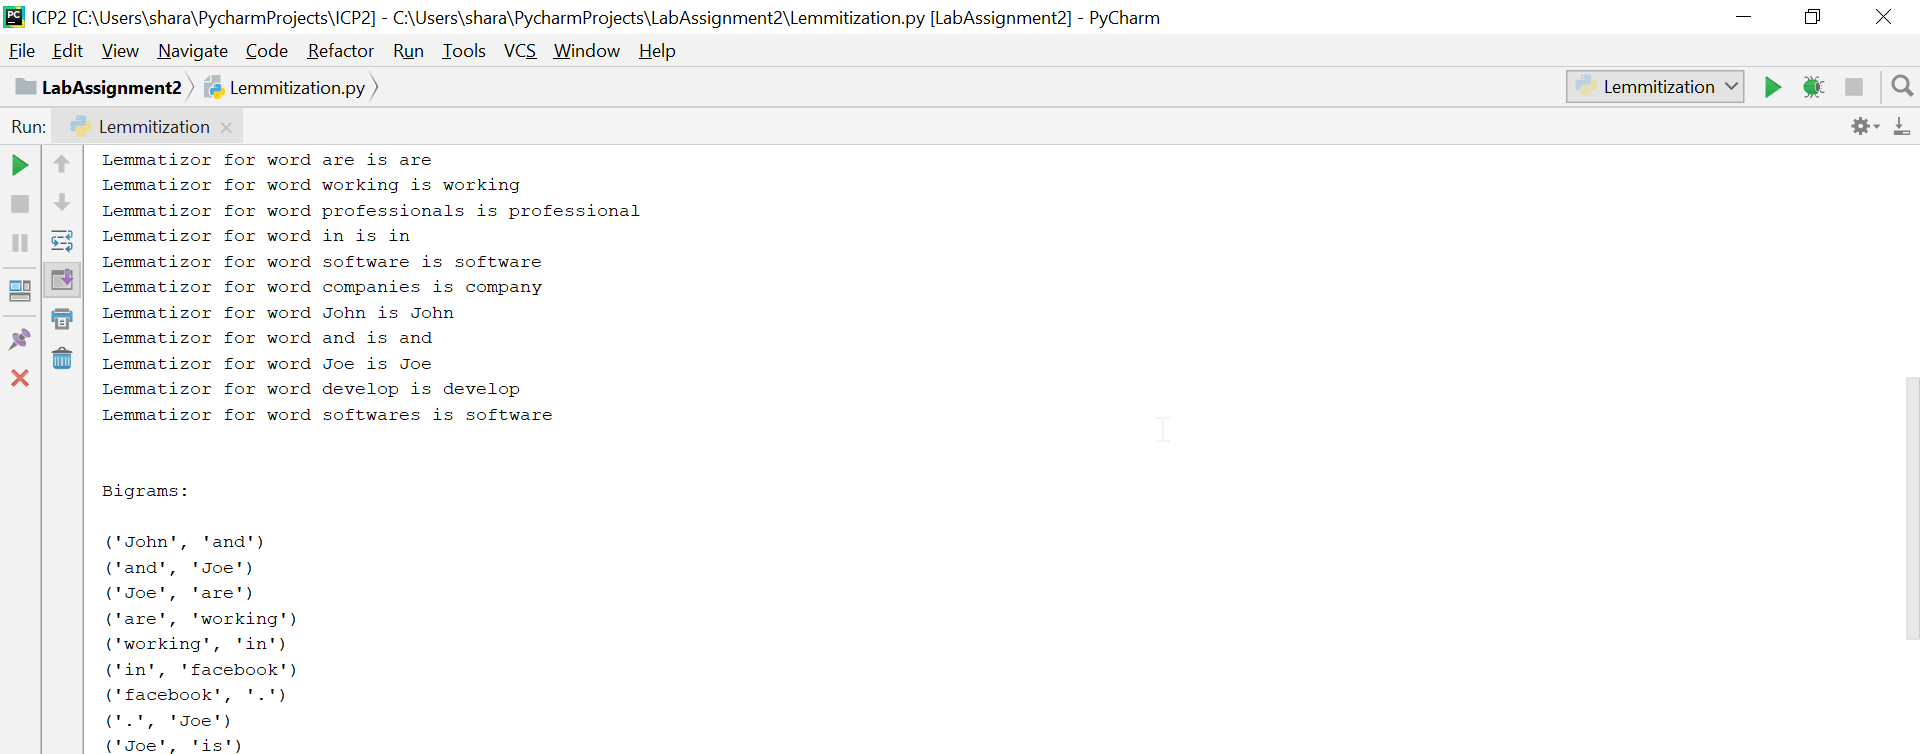 PC ICP2 [C:\Users\shara\PycharmProjects\ICP2] - C:\Users\shara\PycharmProjects\LabAssignment2\Lemmitization.py [LabAssignment2] - PyCharm
File Edit View Navigate Code Refactor Run Tools VCS Window Help
LabAssignment2 Lemmitization.py Lemmitization
Run: Lemmitization
Lemmatizor for word are is are
Lemmatizor for word working is working
Lemmatizor for word professionals is professional
Lemmatizor for word in is in
Lemmatizor for word software is software
Lemmatizor for word companies is company
Lemmatizor for word John is John
Lemmatizor for word and is and
Lemmatizor for word Joe is Joe
Lemmatizor for word develop is develop
Lemmatizor for word softwares is software
Bigrams:
('John', 'and')
('and', 'Joe')
('Joe', 'are')
('are', 'working')
('working', 'in')
('in', 'facebook')
('facebook', '.')
('.', 'Joe')
('Joe', 'is')